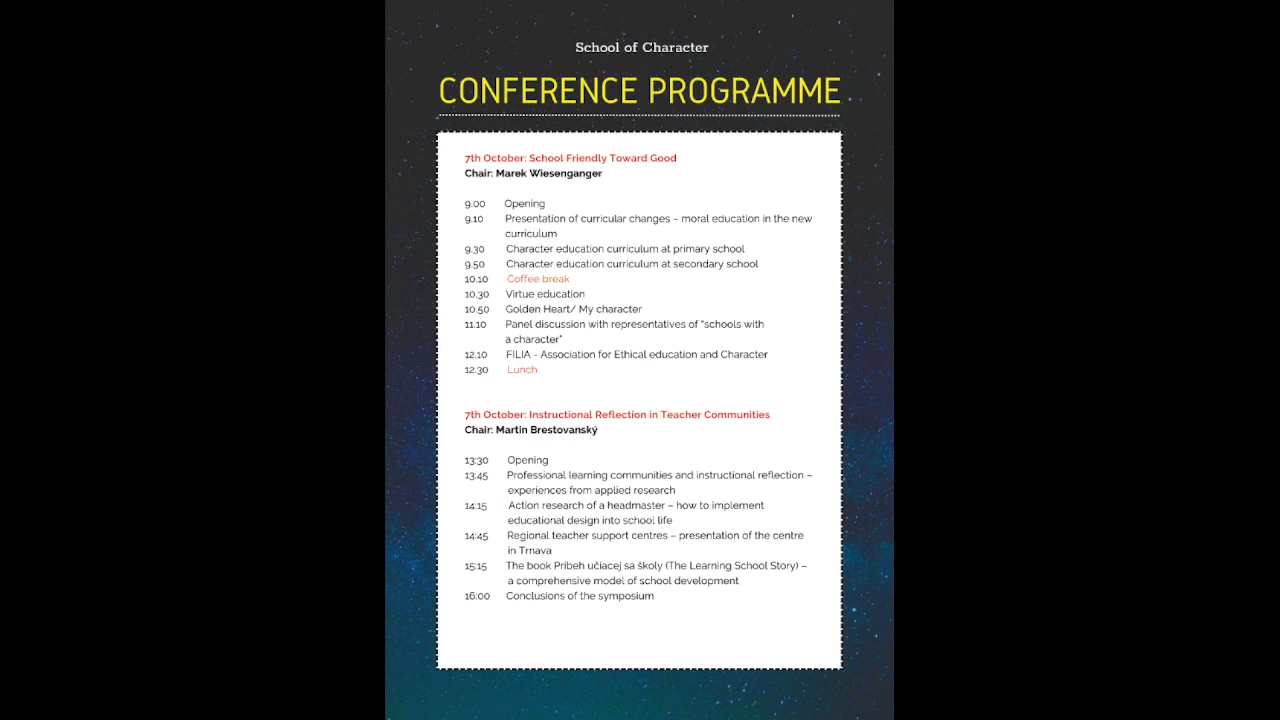 School of Character
CONFERENCE PROGRAMME
7th October: School Friendly Toward Good
Chair: Marek Wiesenganger
9.00 Opening
9.10 Presentation of curricular changes – moral education in the new
curriculum
9.30 Character education curriculum at primary school
9.50 Character education curriculum at secondary school
10.10 Coffee break
10.30 Virtue education
10.50 Golden Heart/ My character
11.10 Panel discussion with representatives of "schools with
a character"
12.10 FILIA - Association for Ethical education and Character
12.30 Lunch
7th October: Instructional Reflection in Teacher Communities
Chair: Martin Brestovanský
13:30 Opening
13:45 Professional learning communities and instructional reflection –
experiences from applied research
14:15 Action research of a headmaster – how to implement
educational design into school life
14:45 Regional teacher support centres – presentation of the centre
in Trnava
15:15 The book Príbeh učiacej sa školy (The Learning School Story) –
a comprehensive model of school development
16:00 Conclusions of the symposium